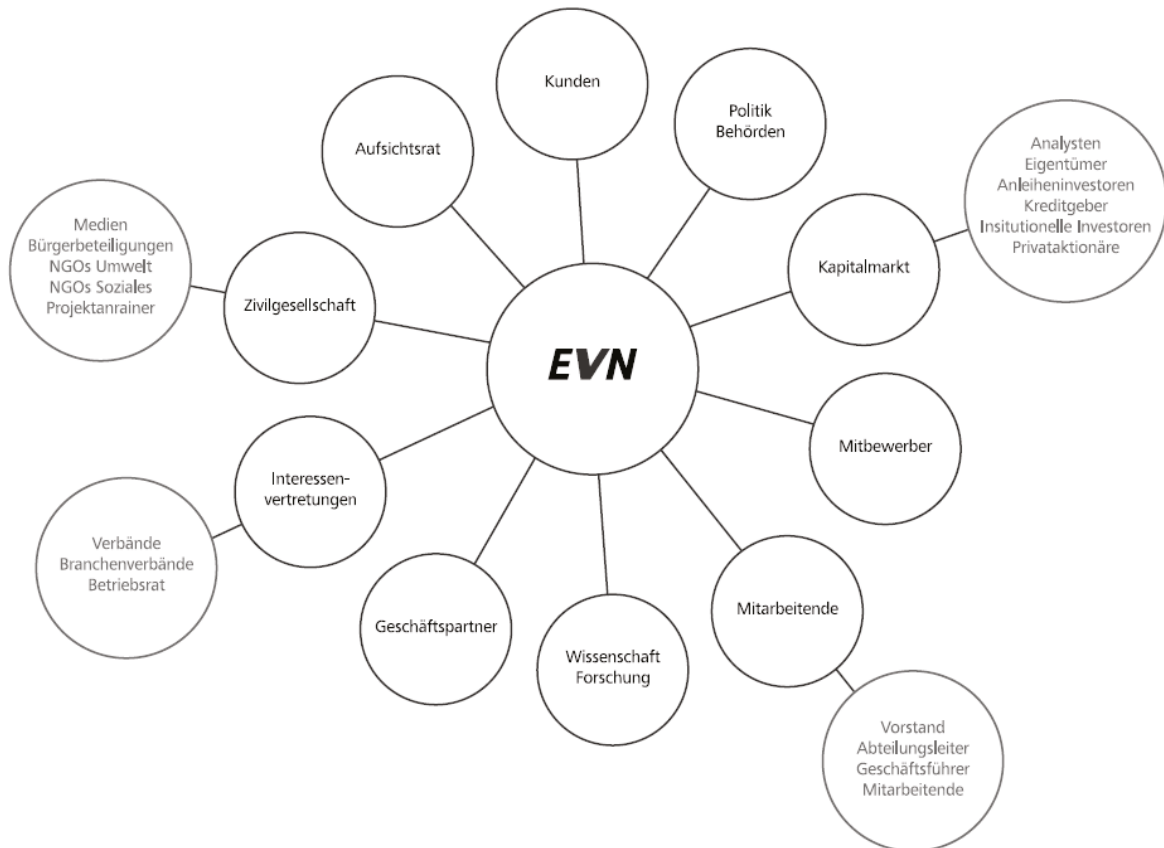 Kunden
Politik
Behörden
Aufsichtsrat
Analysten
Eigentümer
Anleiheninvestoren
Kreditgeber
Insitutionelle Investoren
Privataktionäre
Medien
Bürgerbeteiligungen
NGOs Umwelt
NGOs Soziales
Projektanrainer
Zivilgesellschaft
Kapitalmarkt
EVN
Mitbewerber
Interessen-
vertretungen
Verbände
Branchenverbände
Betriebsrat
Geschäftspartner
Wissenschaft
Forschung
Mitarbeitende
Vorstand
Abteilungsleiter
Geschäftsführer
Mitarbeitende